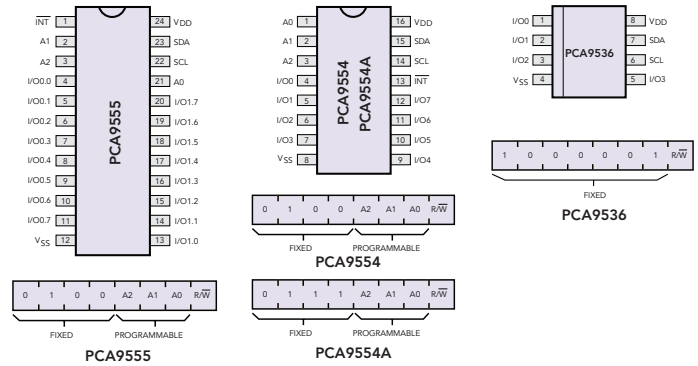 INT 1 24 VDD
A1 2 23 SDA
A2 3 22 SCL
I/O0.0 4 21 A0
I/O0.1 5 20 I/O1.7
I/O0.2 6 19 I/O1.6
I/O0.3 7 18 I/O1.5
I/O0.4 8 17 I/O1.4
I/O0.5 9 16 I/O1.3
I/O0.6 10 15 I/O1.2
I/O0.7 11 14 I/O1.1
VSS 12 13 I/O1.0
PCA9555
0 1 0 0 A2 A1 A0 R/W
FIXED PROGRAMMABLE
PCA9555
A0 1 16 VDD
A1 2 15 SDA
A2 3 14 SCL
I/O0 4 13 INT
I/O1 5 12 I/O7
I/O2 6 11 I/O6
I/O3 7 10 I/O5
VSS 8 9 I/O4
PCA9554
PCA9554A
0 1 0 0 A2 A1 A0 R/W
FIXED PROGRAMMABLE
PCA9554
0 1 1 1 A2 A1 A0 R/W
FIXED PROGRAMMABLE
PCA9554A
I/O0 1 8 VDD
I/O1 2 7 SDA
I/O2 3 6 SCL
VSS 4 5 I/O3
PCA9536
1 0 0 0 0 0 1 R/W
FIXED
PCA9536